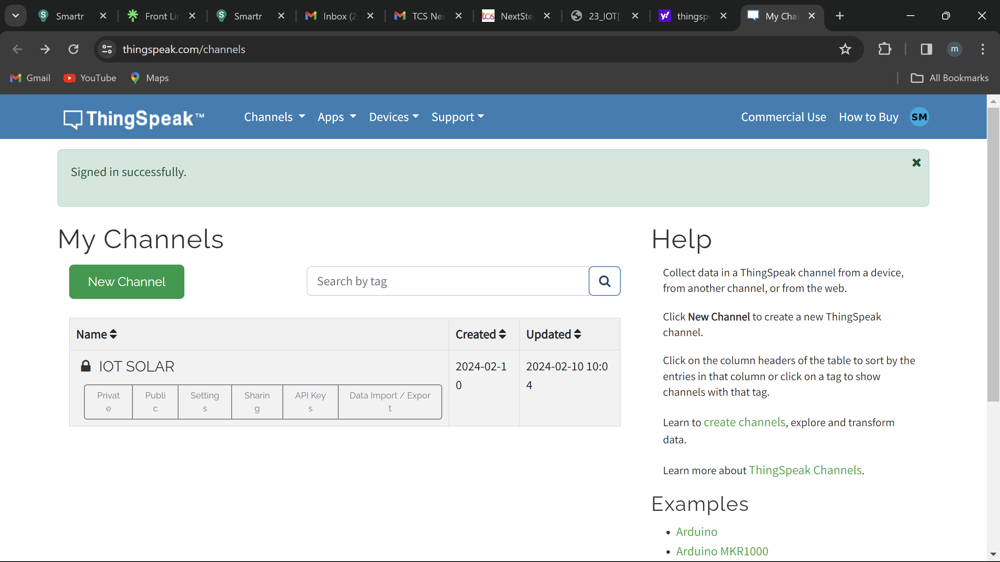 Smartr
Front Li
Smartr
Inbox (2
TCS Nex
NextSte
23_IOT[
thingspe
My Cha
thingspeak.com/channels
m
Gmail
YouTube
Maps
All Bookmarks
ThingSpeak™
Channels
Apps
Devices
Support
Commercial Use
How to Buy
SM
Signed in successfully.
My Channels
New Channel
Search by tag
Name
Created
Updated
IOT SOLAR
2024-02-1
0
2024-02-10 10:0
4
Privat
e
Publi
c
Setting
s
Sharin
g
API Key
s
Data Import / Expor
t
Help
Collect data in a ThingSpeak channel from a device,
from another channel, or from the web.
Click New Channel to create a new ThingSpeak
channel.
Click on the column headers of the table to sort by the
entries in that column or click on a tag to show
channels with that tag.
Learn to create channels, explore and transform
data.
Learn more about ThingSpeak Channels.
Examples
Arduino
Arduino MKR1000